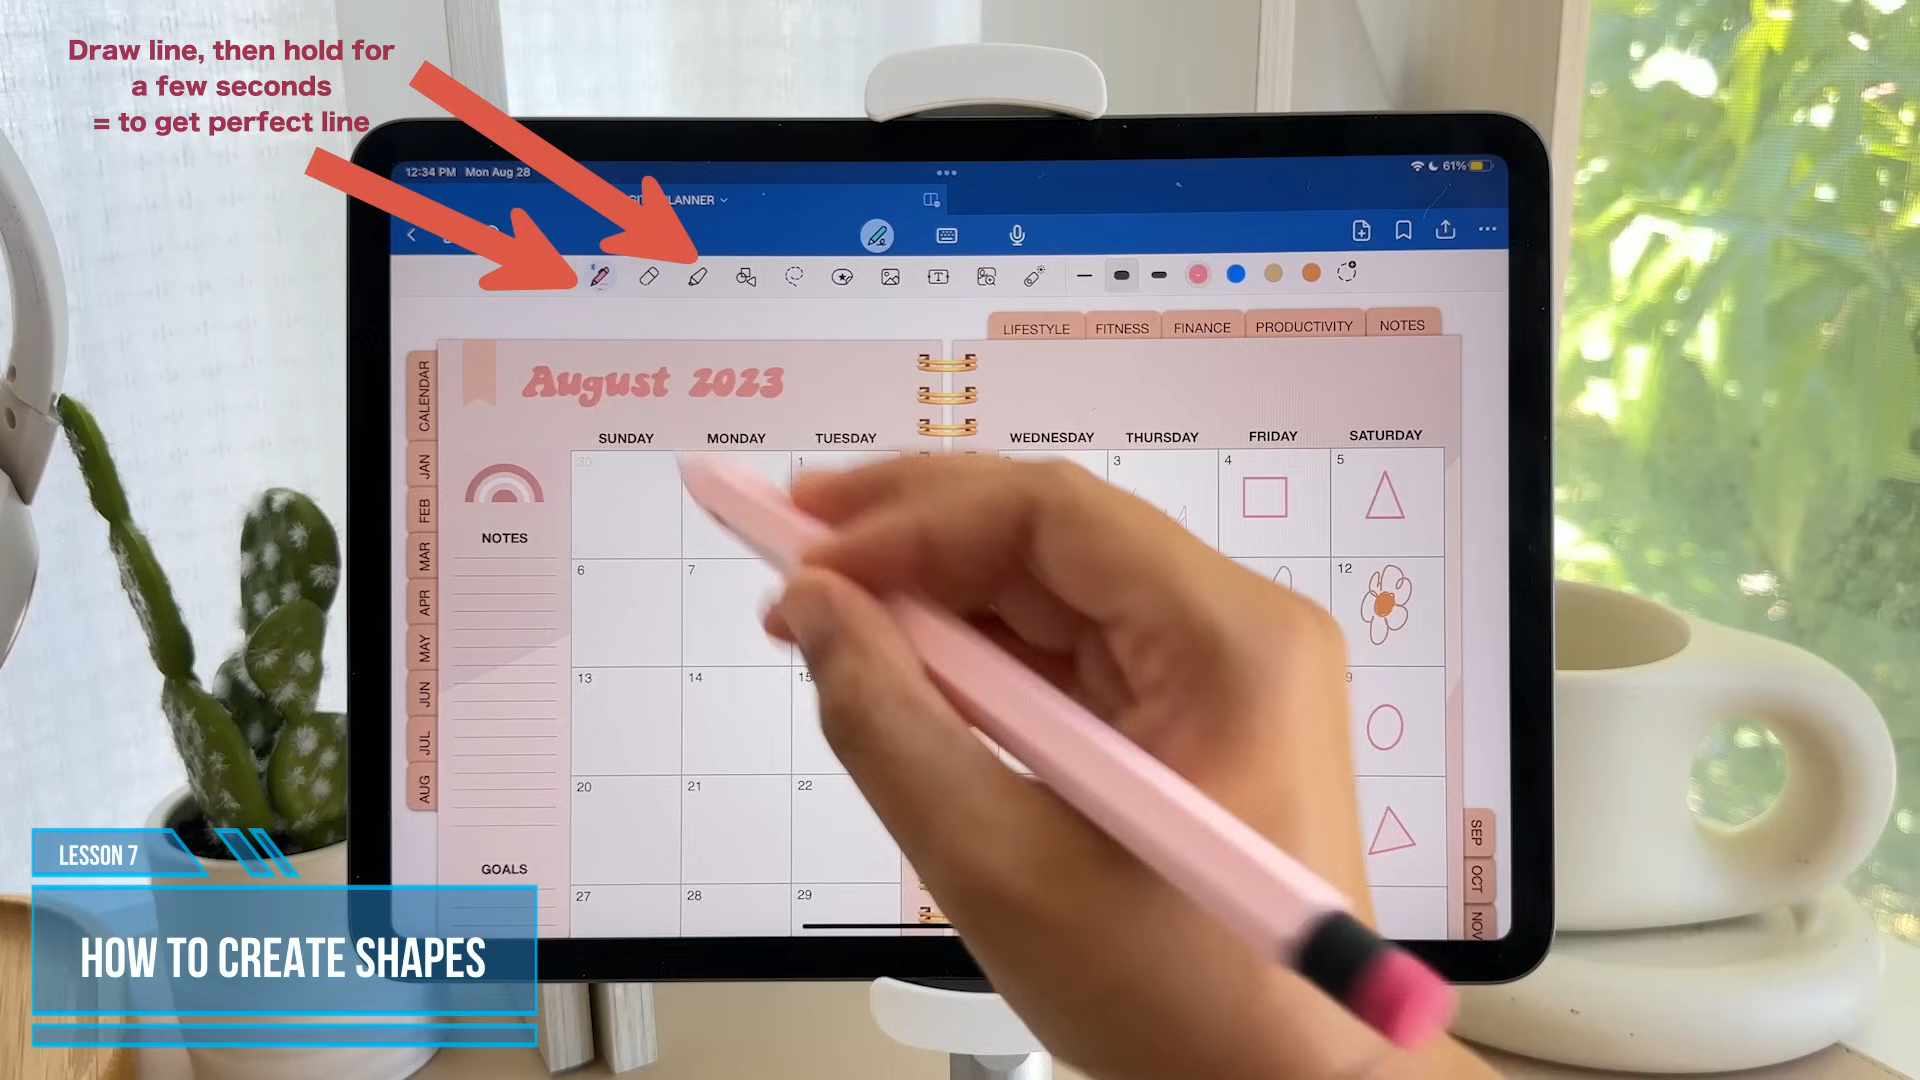 Draw line, then hold for
a few seconds
= to get perfect line
12:34 PM Mon Aug 28
61%
LIFESTYLE
FITNESS
FINANCE
PRODUCTIVITY
NOTES
CALENDAR
JAN
FEB
MAR
APR
MAY
JUN
JUL
AUG
August 2023
SUNDAY
MONDAY
TUESDAY
WEDNESDAY
THURSDAY
FRIDAY
SATURDAY
30
1
3
4
5
NOTES
6
7
12
13
14
15
20
21
22
GOALS
27
28
29
SEP
OCT
NOV
LESSON 7
HOW TO CREATE SHAPES